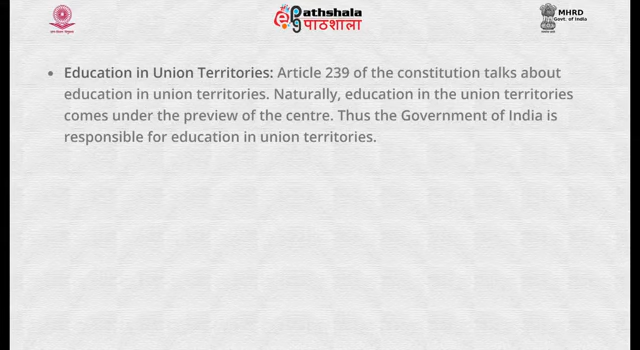 Pathshala
पाठशाला
MHRD
Govt. of India
• Education in Union Territories: Article 239 of the constitution talks about
education in union territories. Naturally, education in the union territories
comes under the preview of the centre. Thus the Government of India is
responsible for education in union territories.